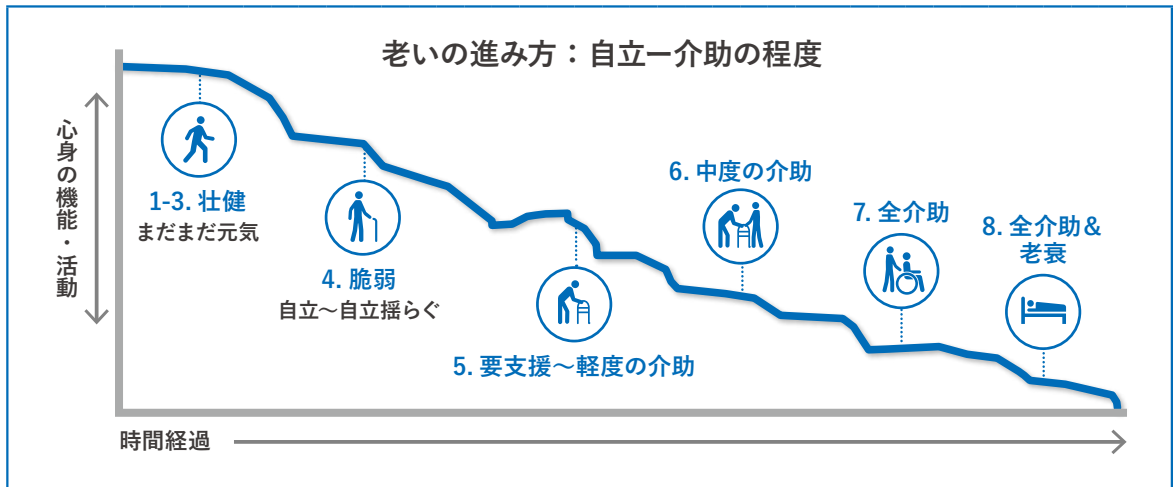 老いの進み方：自立ー介助の程度
心身の機能・活動
1-3. 壮健
まだまだ元気
4. 脆弱
自立〜自立揺らぐ
5. 要支援〜軽度の介助
6. 中度の介助
7. 全介助
8. 全介助＆
老衰
時間経過